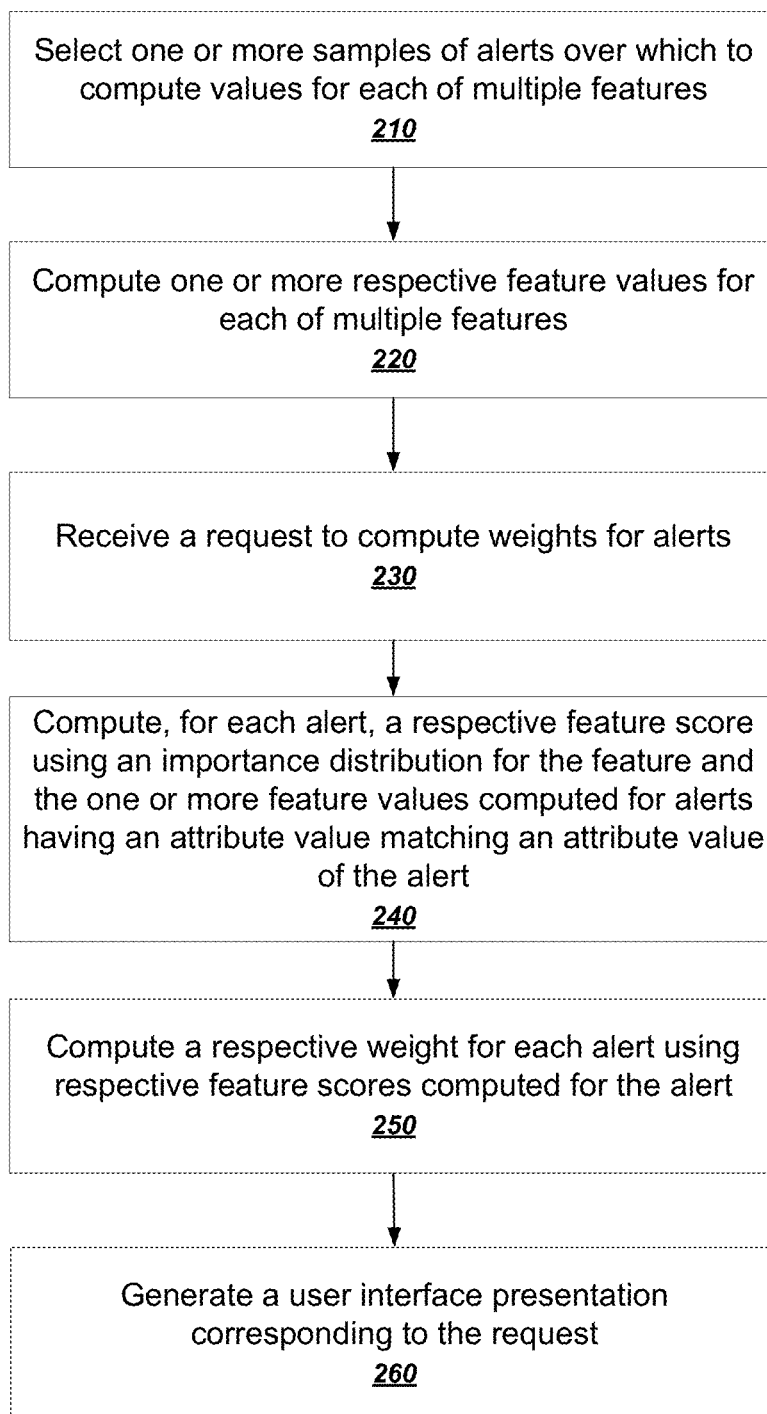 Select one or more samples of alerts over which to
compute values for each of multiple features
210
Compute one or more respective feature values for
each of multiple features
220
Receive a request to compute weights for alerts
230
Compute, for each alert, a respective feature score
using an importance distribution for the feature and
the one or more feature values computed for alerts
having an attribute value matching an attribute value
of the alert
240
Compute a respective weight for each alert using
respective feature scores computed for the alert
250
Generate a user interface presentation
corresponding to the request
260